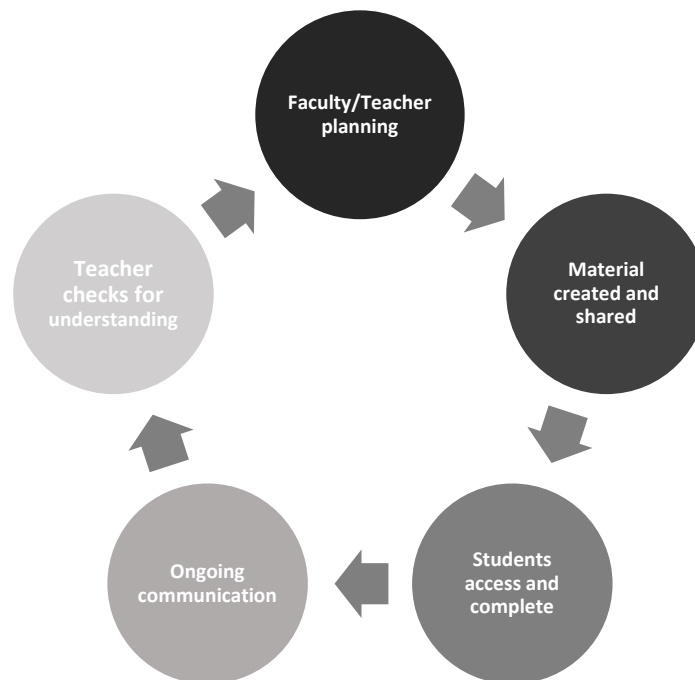 Faculty/Teacher
planning
Material
created and
shared
Students
access and
complete
Ongoing
communication
Teacher
checks for
understanding